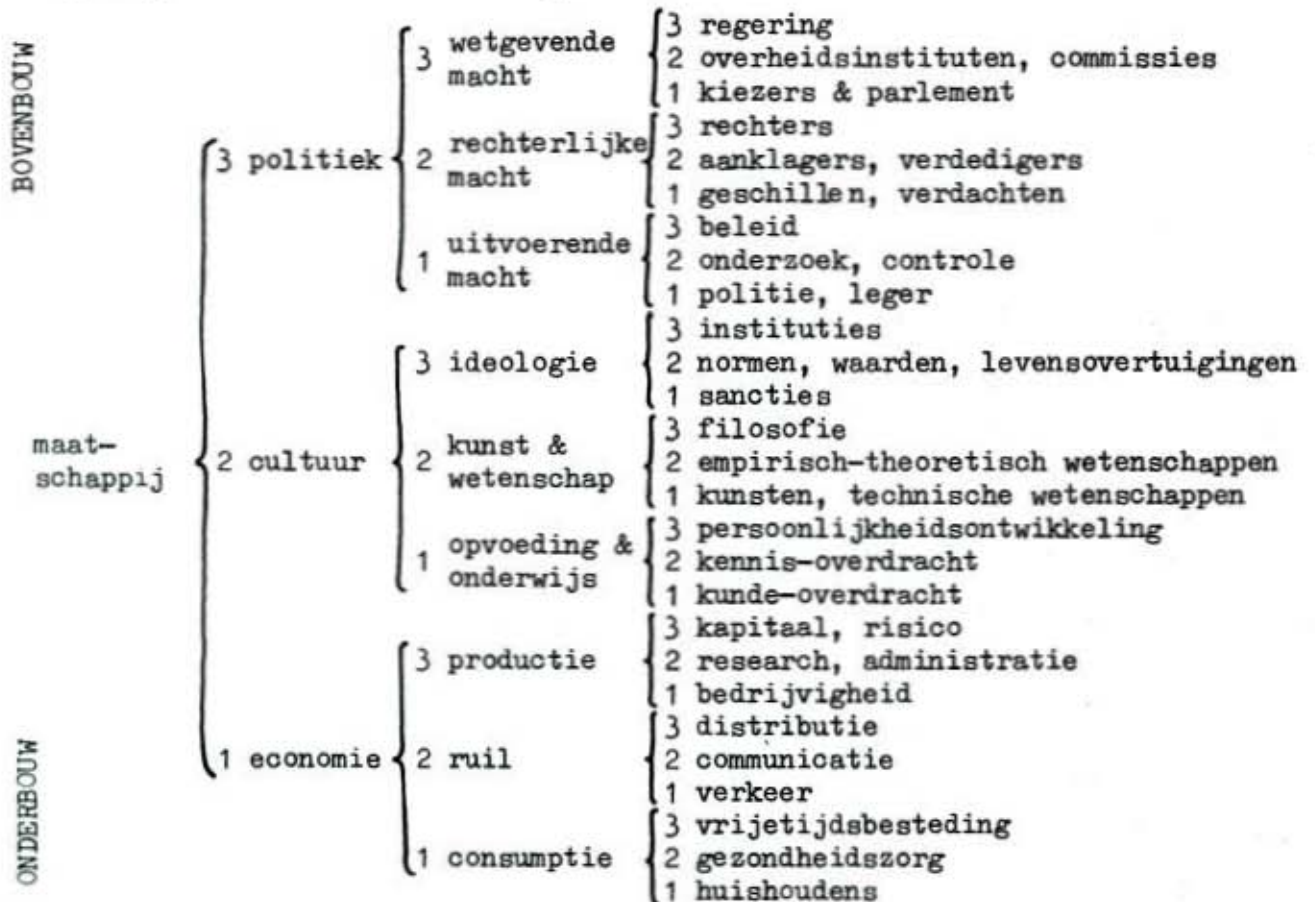 BOVENBOUW
ONDERBOUW
maat-
schappij
3 politiek
3 wetgevende
macht
3 regering
2 overheidsinstituten, commissies
1 kiezers & parlement
2 rechterlijke
macht
3 rechters
2 aanklagers, verdedigers
1 geschillen, verdachten
1 uitvoerende
macht
3 beleid
2 onderzoek, controle
1 politie, leger
2 cultuur
3 ideologie
3 instituties
2 normen, waarden, levensovertuigingen
1 sancties
2 kunst &
wetenschap
3 filosofie
2 empirisch-theoretisch wetenschappen
1 kunsten, technische wetenschappen
1 opvoeding &
onderwijs
3 persoonlijkheidsontwikkeling
2 kennis-overdracht
1 kunde-overdracht
1 economie
3 productie
3 kapitaal, risico
2 research, administratie
1 bedrijvigheid
2 ruil
3 distributie
2 communicatie
1 verkeer
1 consumptie
3 vrijetijdsbesteding
2 gezondheidszorg
1 huishoudens